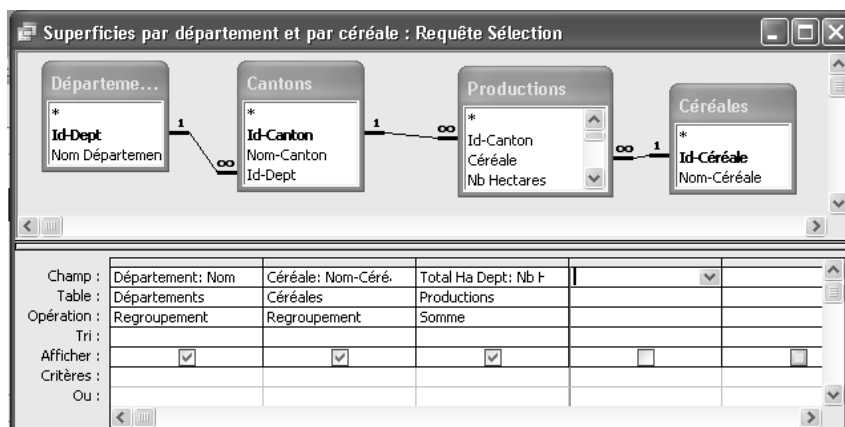 Superficies par département et par céréale : Requête Sélection
Départeme...
*
Id-Dept
Nom Départemen
1
∞
Cantons
*
Id-Canton
Nom-Canton
Id-Dept
1
∞
Productions
*
Id-Canton
Céréale
Nb Hectares
∞
1
Céréales
*
Id-Céréale
Nom-Céréale
Champ : Département: Nom Céréale: Nom-Céré Total Ha Dept: Nb H
Table : Départements Céréales Productions
Opération : Regroupement Regroupement Somme
Tri :
Afficher :
Critères :
Ou :